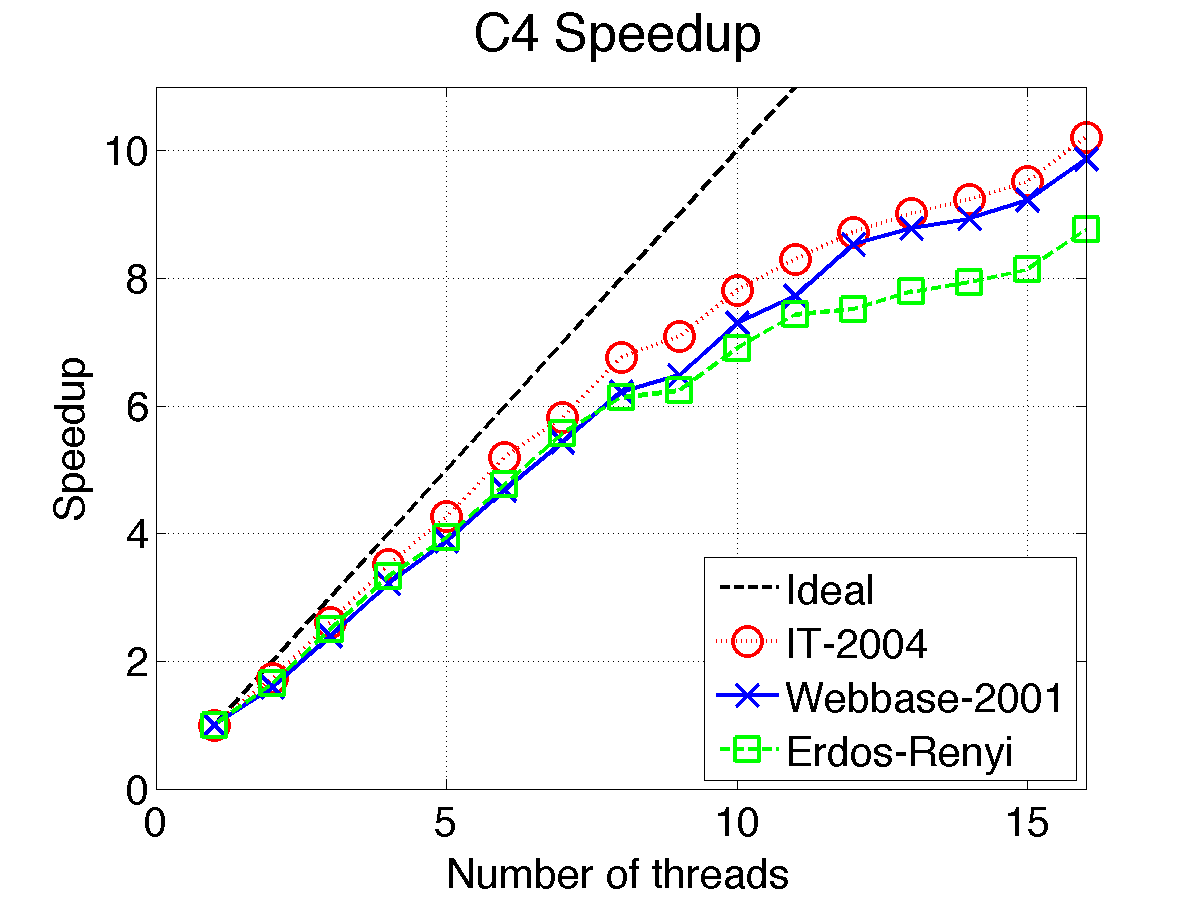 C4 Speedup
10
8
6
4
2
0
Speedup
0 5 10 15
Number of threads
Ideal
IT-2004
Webbase-2001
Erdos-Renyi